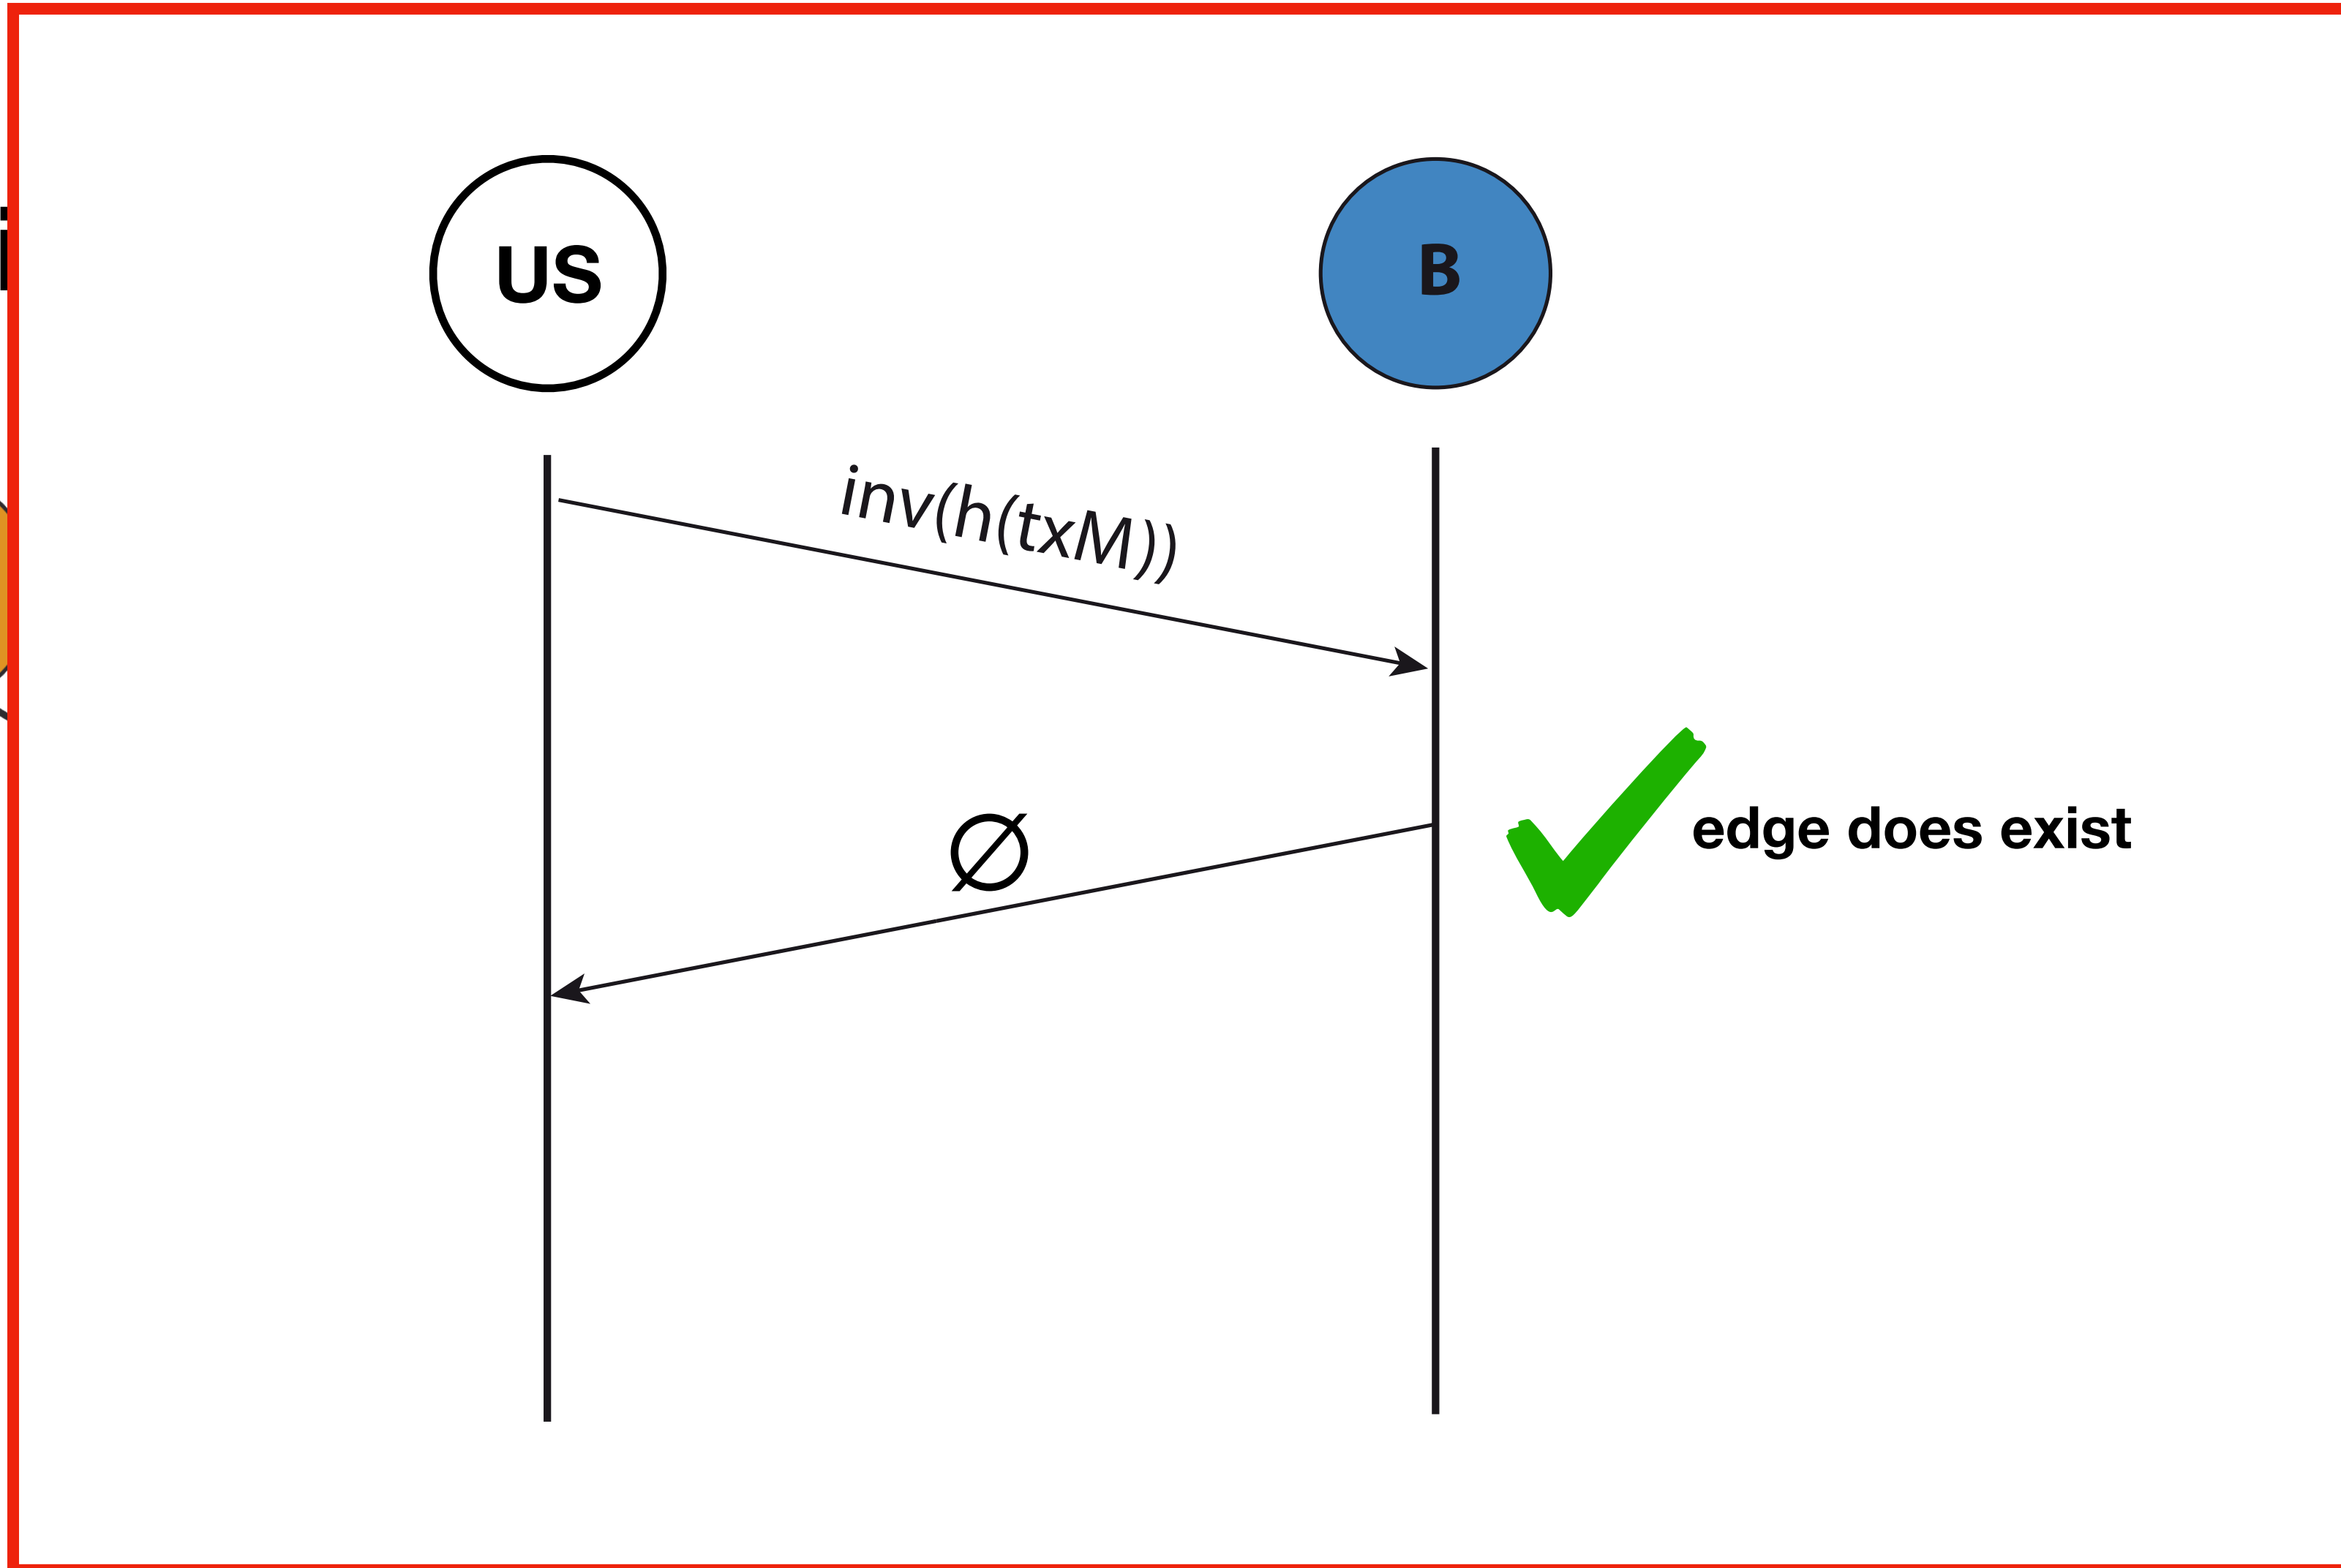 US
B
inv(h(txM))
∅
edge does exist